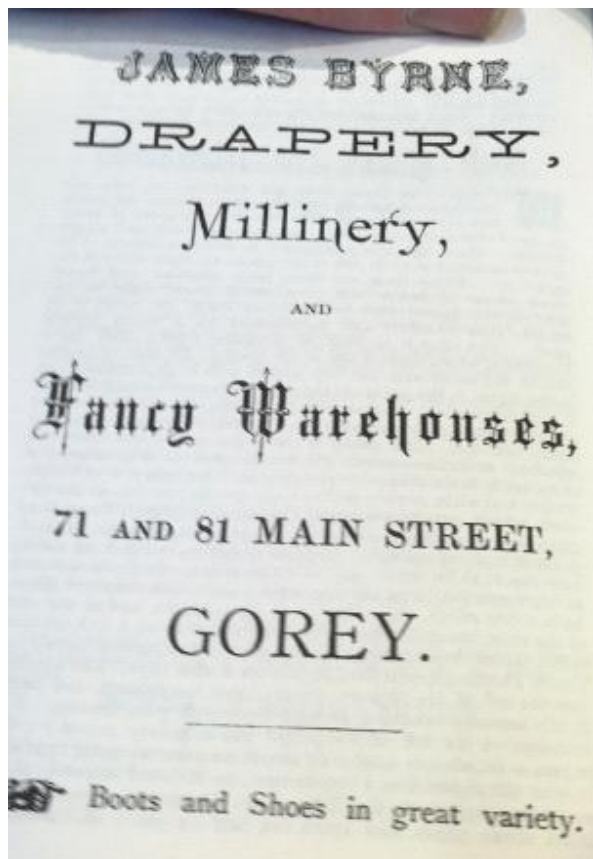 JAMES BYRNE,
DRAPERY,
Millinery,
AND
Fancy Warehouses,
71 AND 81 MAIN STREET,
GOREY.
Boots and Shoes in great variety.